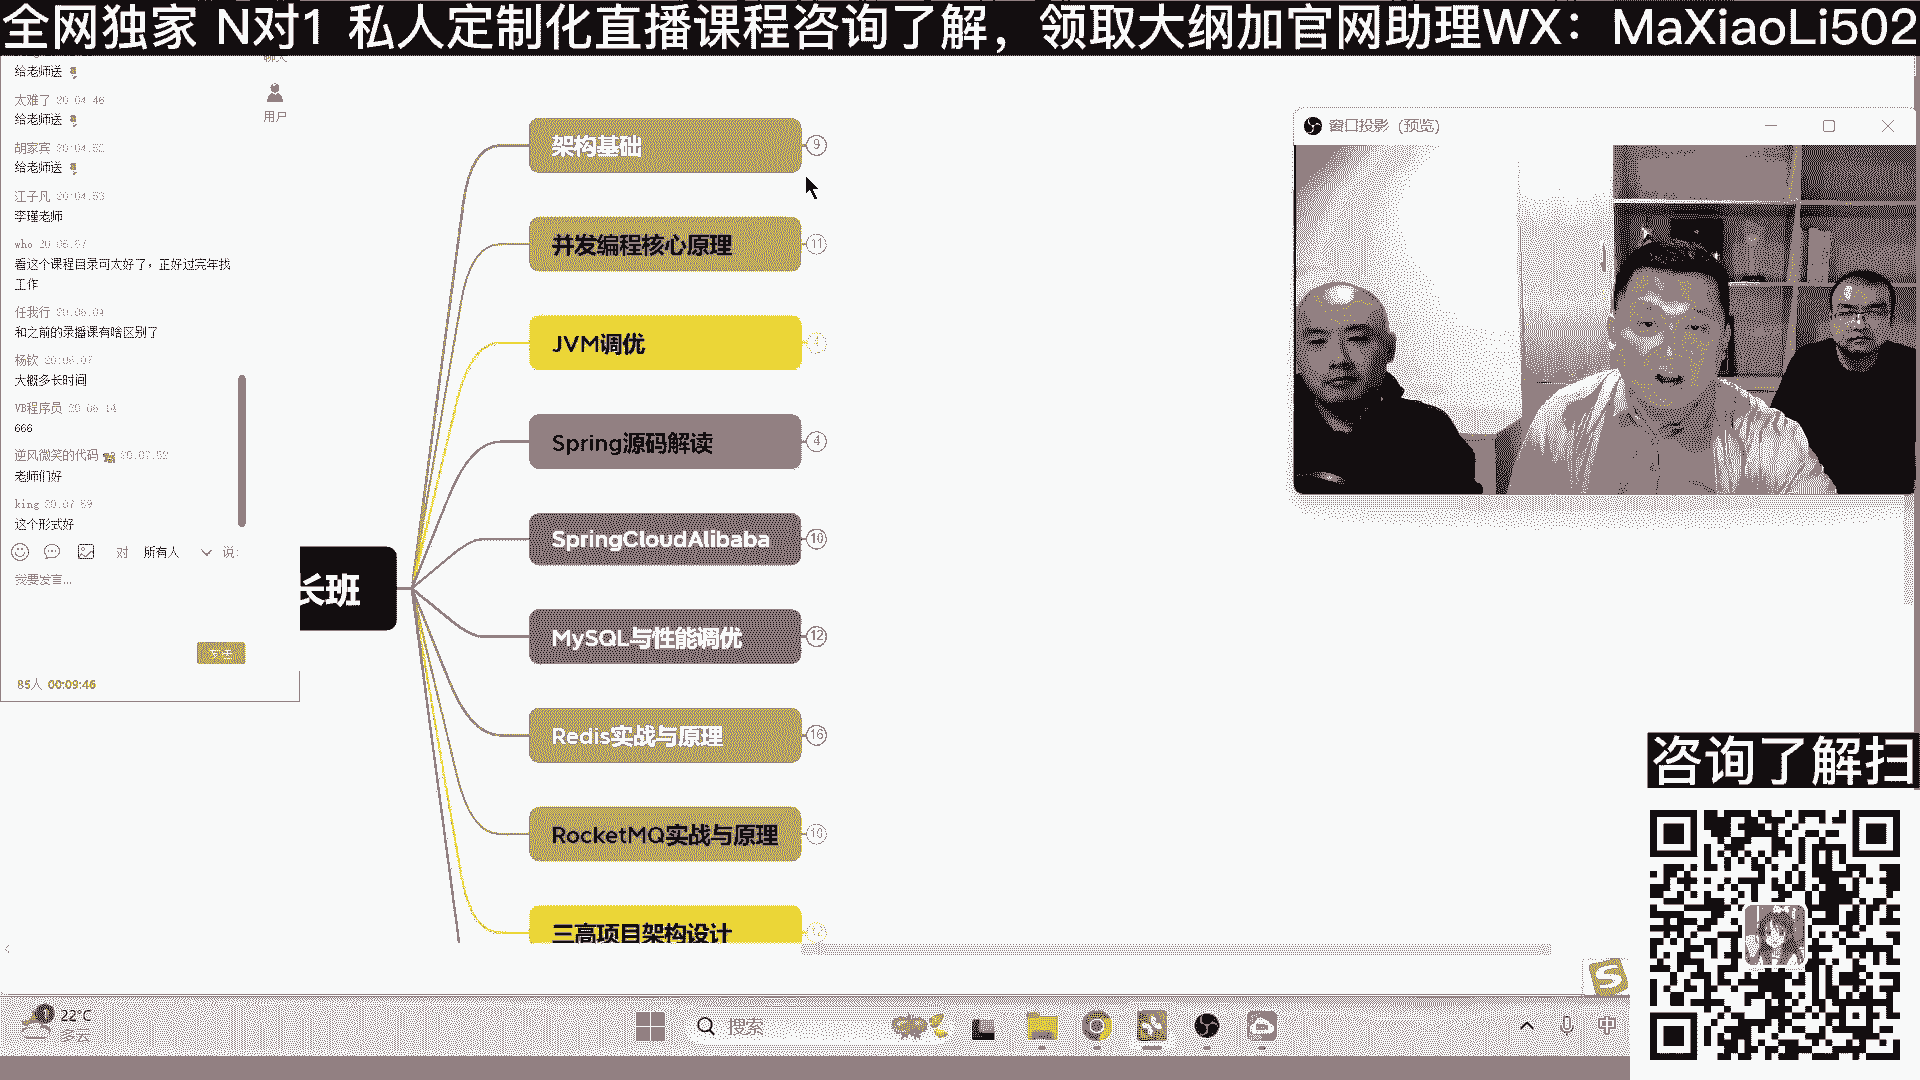 全网独家 N对1 私人定制化直播课程咨询了解，领取大纲加官网助理WX：MaXiaoLi502
给老师送
太难了 20:04:46
给老师送
胡家宾 20:04:52
给老师送
江子凡 20:04:53
李瑾老师
who 20:05:57
看这个课程目录可太好了，正好过完年找
工作
任我行 20:06:04
和之前的录播课有啥区别了
杨钦 20:06:07
大概多长时间
VB程序员 20:06:14
666
逆风微笑的代码 20:07:52
老师们好
king 20:07:59
这个形式好
对 所有人 说:
我要发言...
发送
85人 00:09:46
聊天
用户
长班
架构基础 9
并发编程核心原理 11
JVM调优
Spring源码解读 4
SpringCloudAlibaba 10
MySQL与性能调优 12
Redis实战与原理 16
RocketMQ实战与原理 10
三高项目架构设计
窗口投影 (预览)
咨询了解扫
22°C
多云
搜索
中